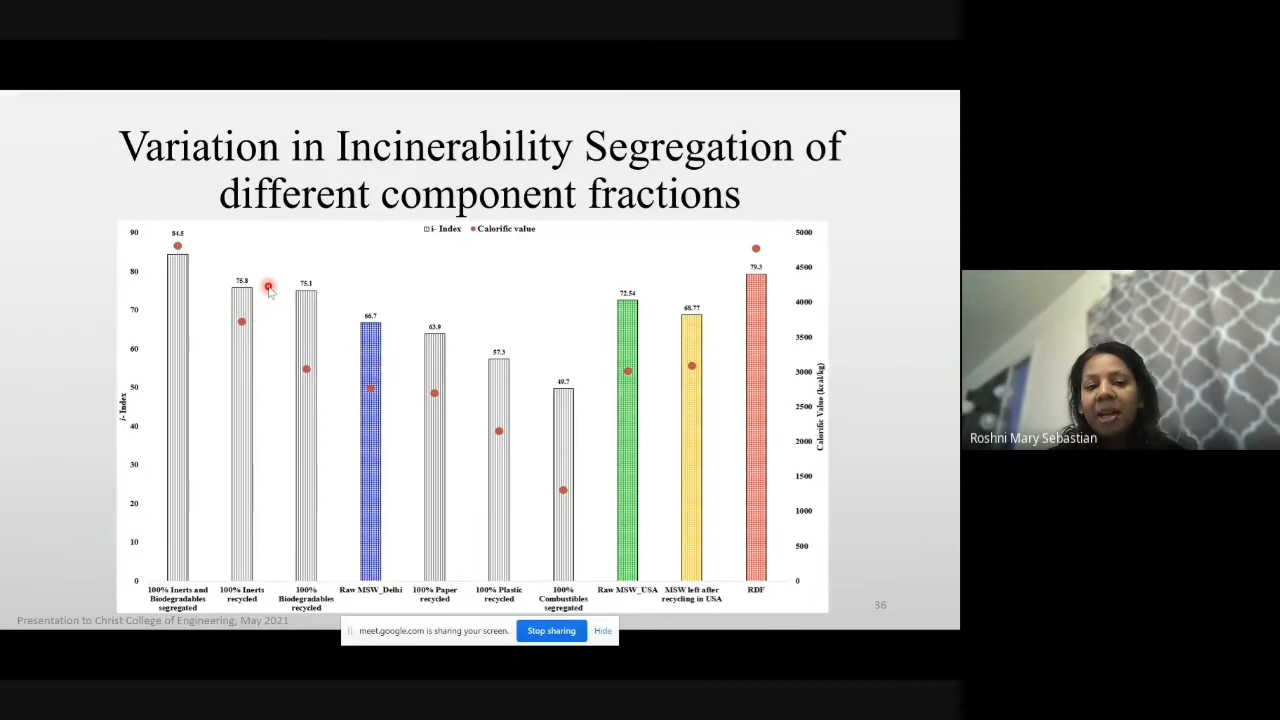 Variation in Incinerability Segregation of
different component fractions
i- Index
Calorific value
90
80
70
60
50
40
30
20
10
0
i- Index
84.5
75.8
75.1
66.7
63.9
57.3
49.7
72.54
68.77
79.3
5000
4500
4000
3500
3000
2500
2000
1500
1000
500
0
Calorific Value (kcal/kg)
100% Inerts and
Biodegradables
segregated
100% Inerts
recycled
100%
Biodegradables
recycled
Raw MSW_Delhi
100% Paper
recycled
100% Plastic
recycled
100%
Combustibles
segregated
Raw MSW_USA
MSW left after
recycling in USA
RDF
36
Presentation to Christ College of Engineering, May 2021
meet.google.com is sharing your screen.
Stop sharing
Hide
Roshni Mary Sebastian